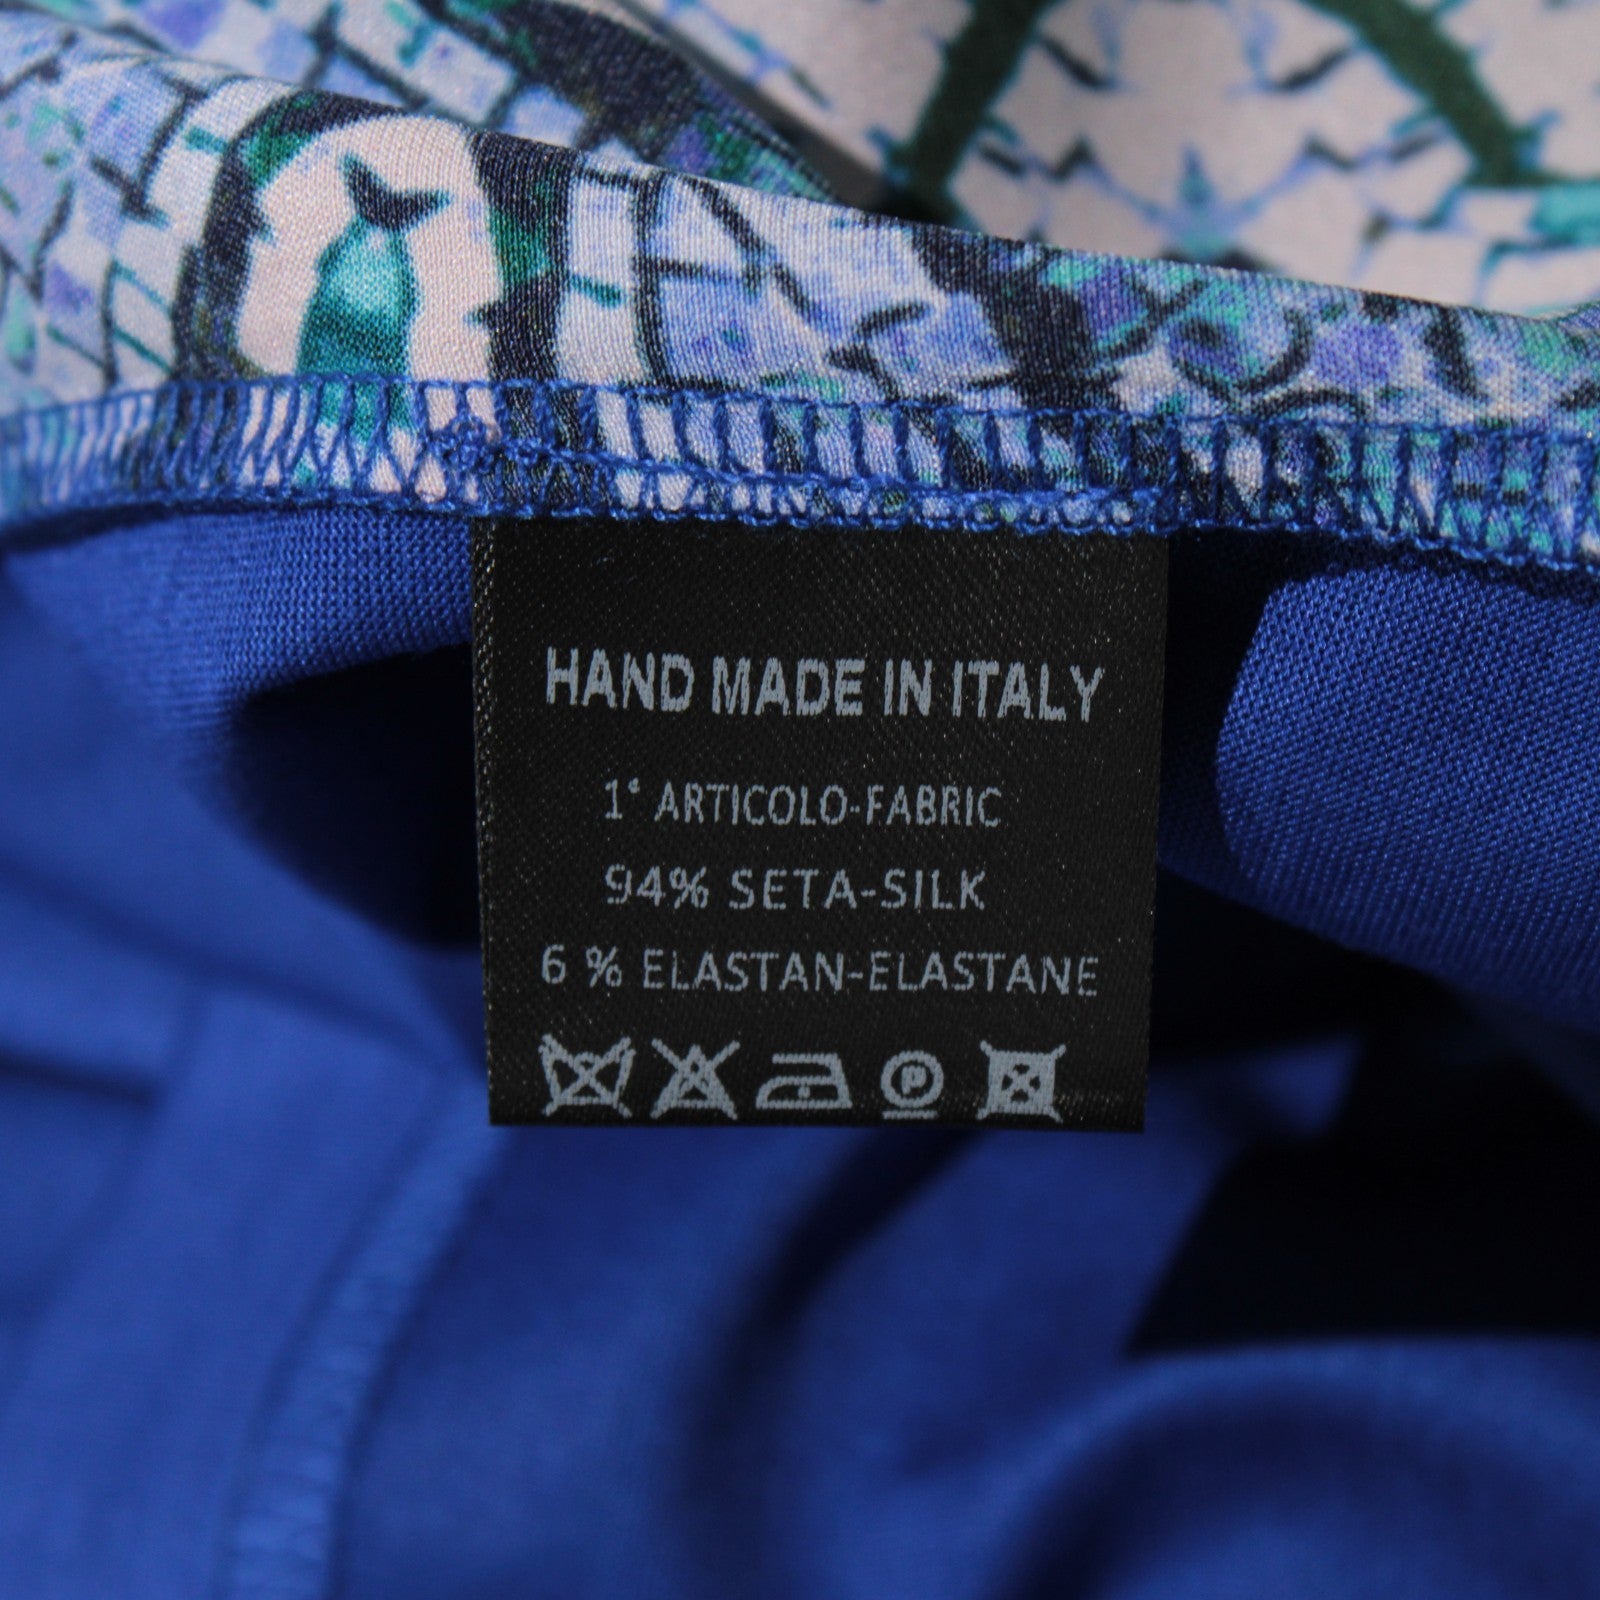 HAND MADE IN ITALY
1° ARTICOLO-FABRIC
94% SETA-SILK
6 % ELASTAN-ELASTANE
P